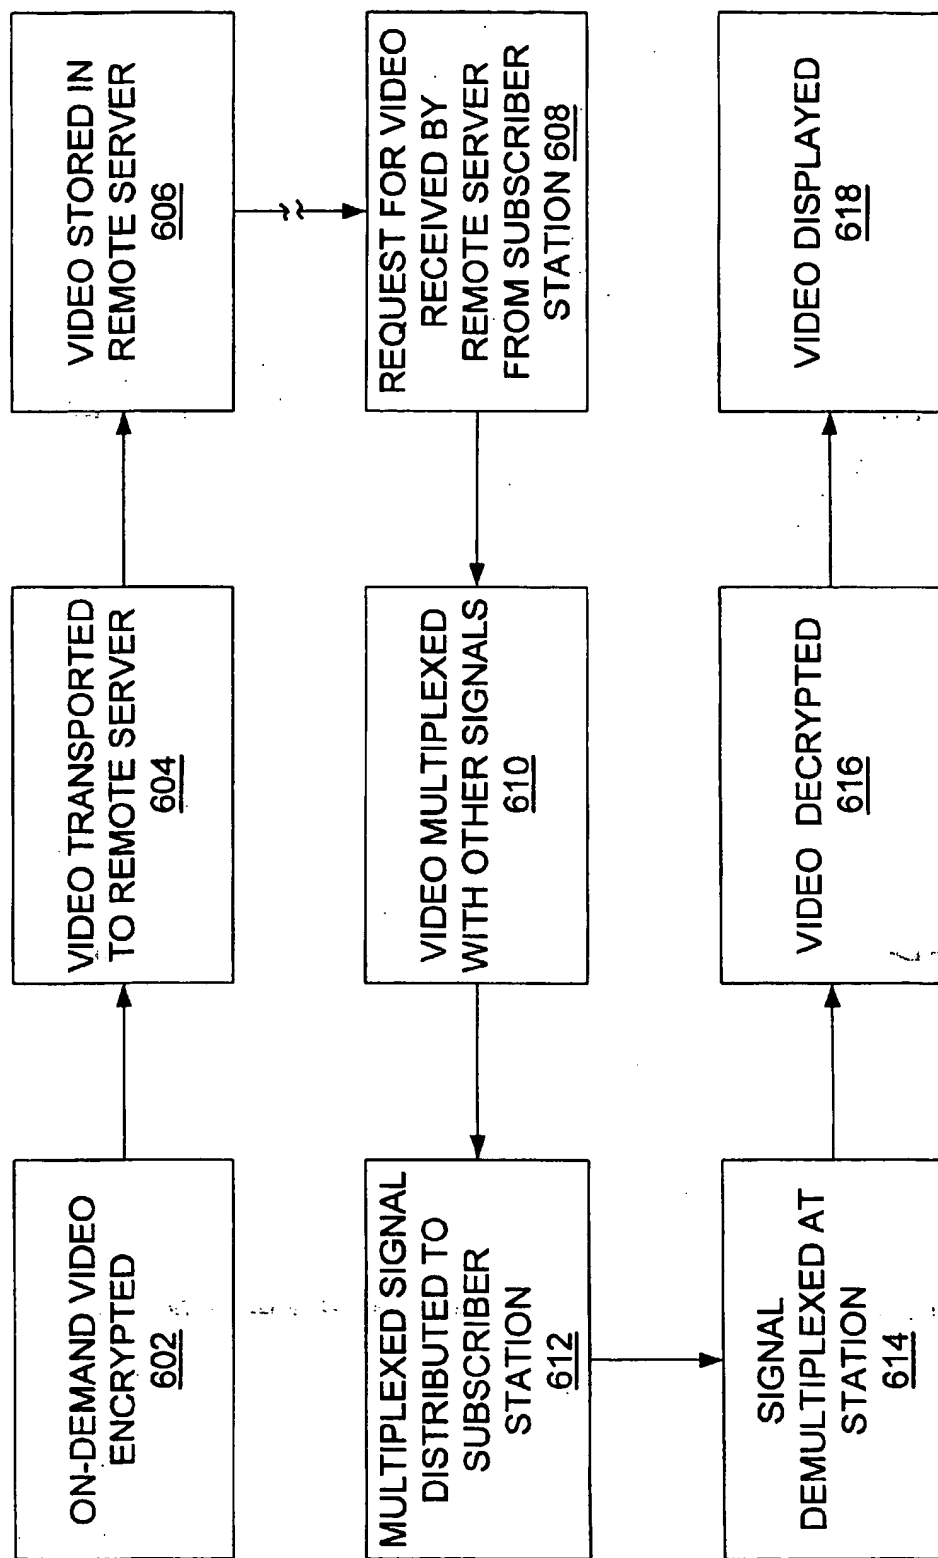 ON-DEMAND VIDEO
ENCRYPTED
602
VIDEO TRANSPORTED
TO REMOTE SERVER
604
VIDEO STORED IN
REMOTE SERVER
606
REQUEST FOR VIDEO
RECEIVED BY
REMOTE SERVER
FROM SUBSCRIBER
STATION 608
VIDEO MULTIPLEXED
WITH OTHER SIGNALS
610
MULTIPLEXED SIGNAL
DISTRIBUTED TO
SUBSCRIBER
STATION
612
SIGNAL
DEMULTIPLEXED AT
STATION
614
VIDEO DECRYPTED
616
VIDEO DISPLAYED
618